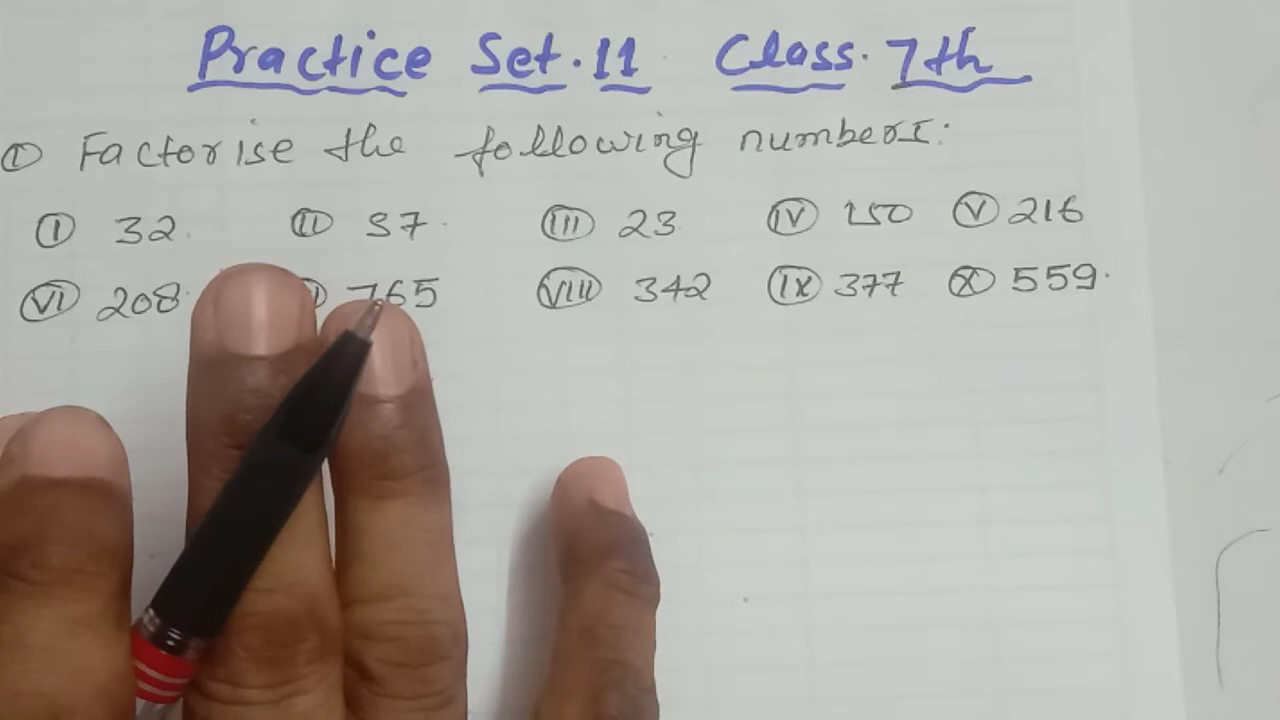 Practice Set.11 Class.7th
① Factorise the following numbers:
Ⓘ 32. Ⓘⓘ 57. ⒾⒾⒾ 23 ⒾⓋ 150 Ⓥ 216
ⓋⒾ 208 765 ⓋⒾⒾⒾ 342 ⒾⓍ 377 Ⓧ 559.